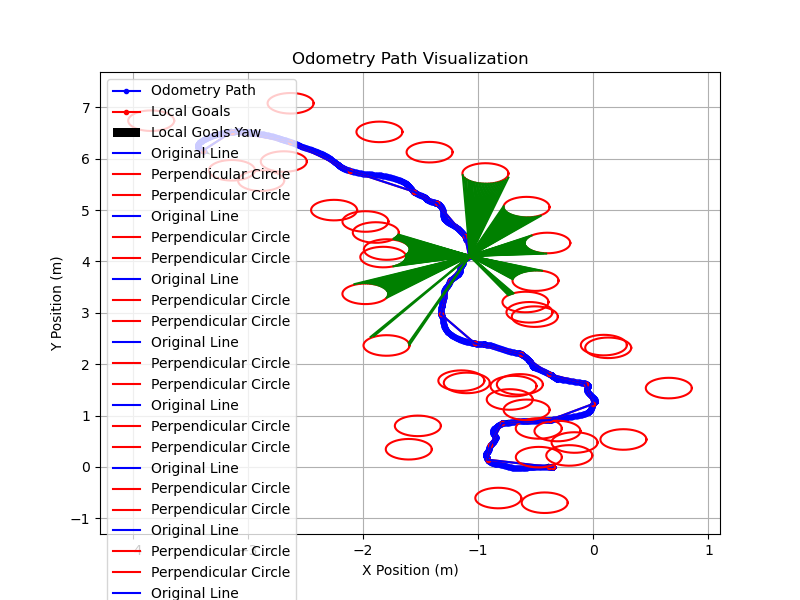 Odometry Path Visualization
Y Position (m)
7
6
5
4
3
2
1
0
−1
Odometry Path
Local Goals
Local Goals Yaw
Original Line
Perpendicular Circle
Perpendicular Circle
Original Line
Perpendicular Circle
Perpendicular Circle
Original Line
Perpendicular Circle
Perpendicular Circle
Original Line
Perpendicular Circle
Perpendicular Circle
Original Line
Perpendicular Circle
Perpendicular Circle
Original Line
Perpendicular Circle
Perpendicular Circle
Original Line
Perpendicular Circle
Perpendicular Circle
Original Line
−2
−1
0
1
X Position (m)